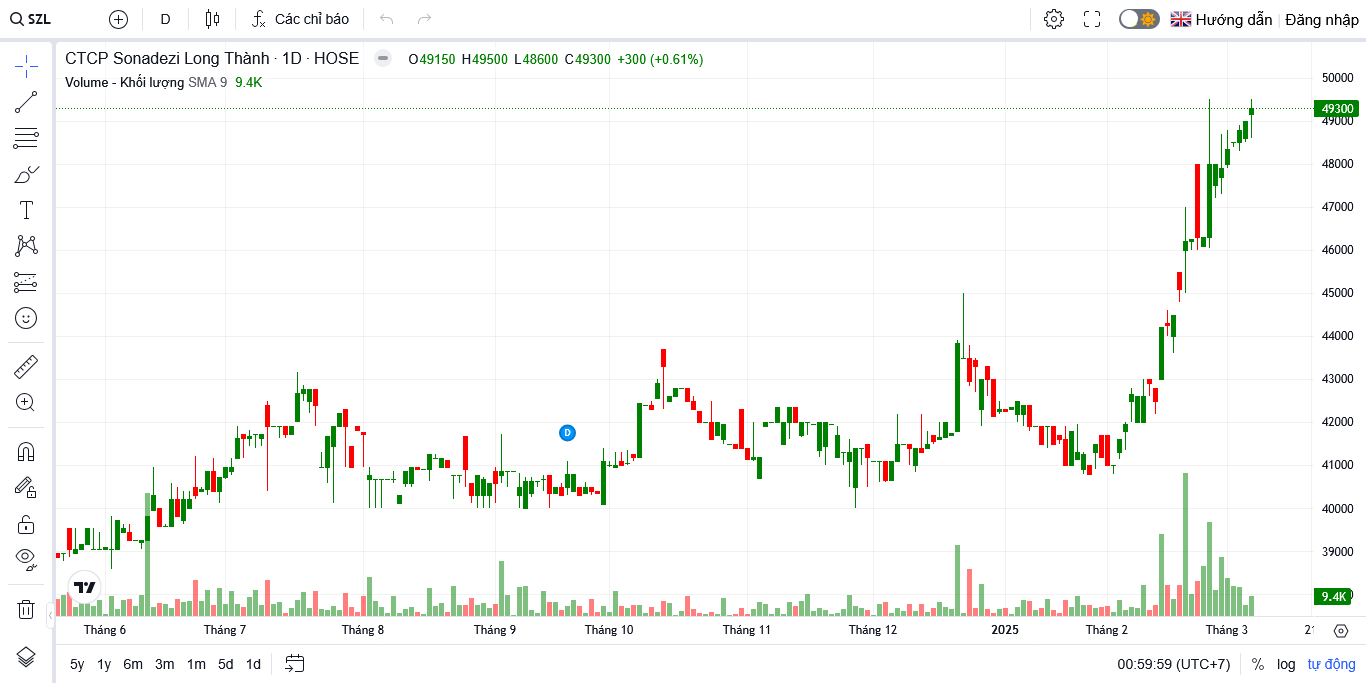 SZL D Các chỉ báo Hướng dẫn Đăng nhập
CTCP Sonadezi Long Thành · 1D · HOSE O49150 H49500 L48600 C49300 +300 (+0.61%)
Volume - Khối lượng SMA 9 9.4K
50000
49300
49000
48000
47000
46000
45000
44000
43000
42000
D
41000
40000
39000
9.4K
Tháng 6 Tháng 7 Tháng 8 Tháng 9 Tháng 10 Tháng 11 Tháng 12 2025 Tháng 2 Tháng 3
5y 1y 6m 3m 1m 5d 1d 00:59:59 (UTC+7) % log tự động